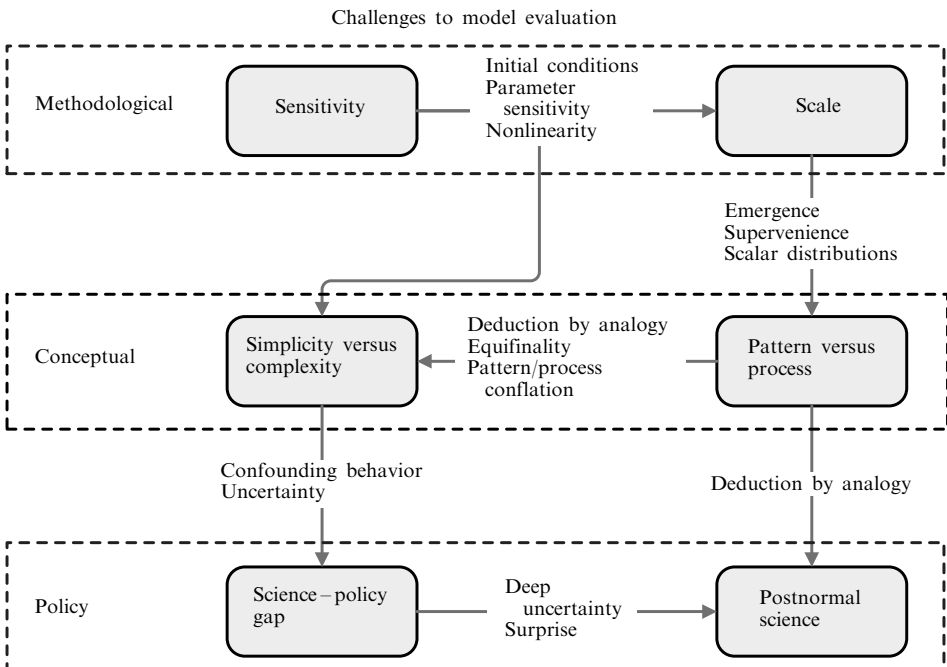 Challenges to model evaluation
Methodological
Sensitivity
Initial conditions
Parameter
sensitivity
Nonlinearity
Scale
Emergence
Supervenience
Scalar distributions
Conceptual
Simplicity versus
complexity
Deduction by analogy
Equifinality
Pattern/process
conflation
Pattern versus
process
Confounding behavior
Uncertainty
Deduction by analogy
Policy
Science–policy
gap
Deep
uncertainty
Surprise
Postnormal
science